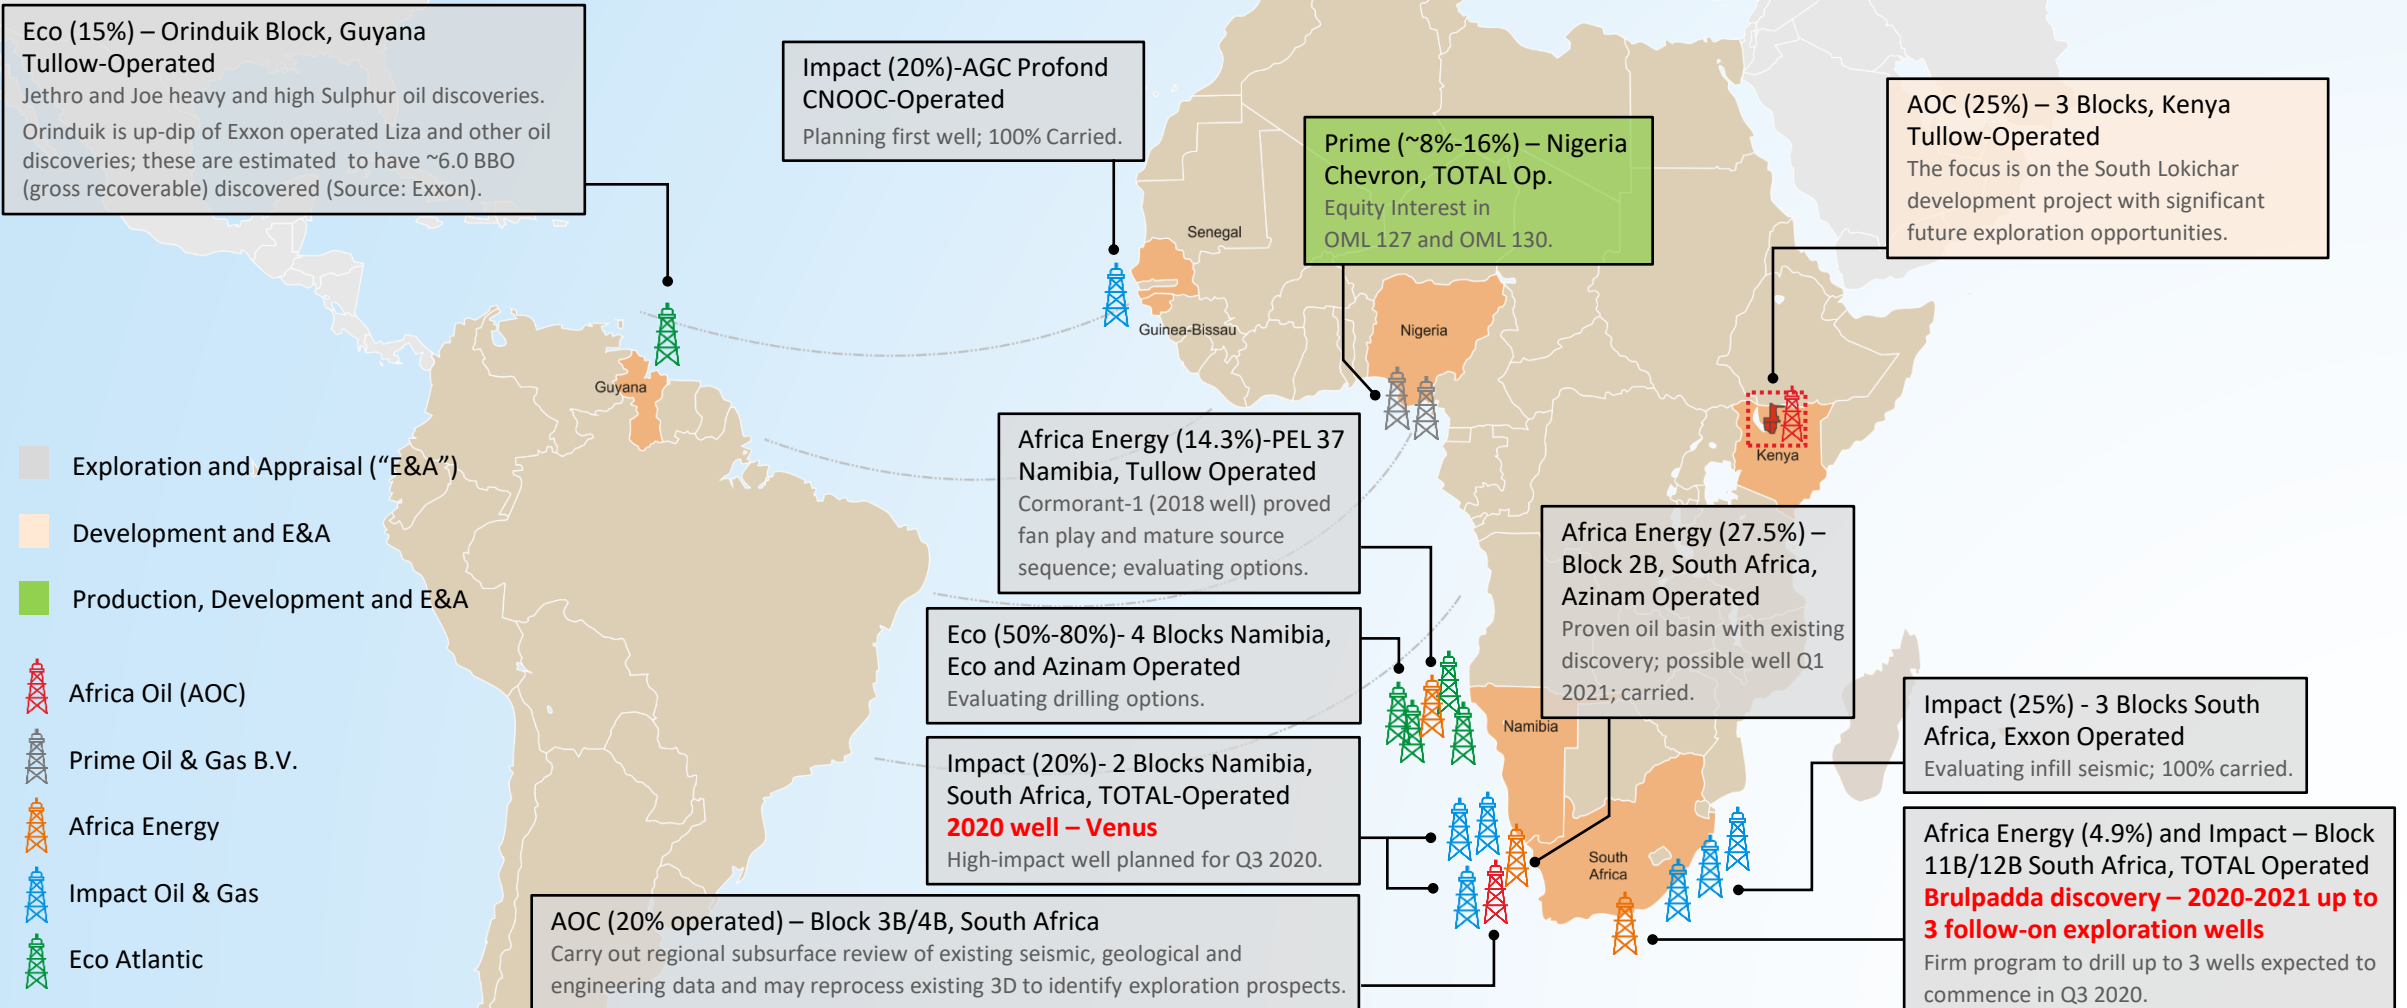 Eco (15%) – Orinduik Block, Guyana
Tullow-Operated
Jethro and Joe heavy and high Sulphur oil discoveries.
Orinduik is up-dip of Exxon operated Liza and other oil
discoveries; these are estimated to have ~6.0 BBO
(gross recoverable) discovered (Source: Exxon).
Impact (20%)-AGC Profond
CNOOC-Operated
Planning first well; 100% Carried.
Prime (~8%-16%) – Nigeria
Chevron, TOTAL Op.
Equity Interest in
OML 127 and OML 130.
AOC (25%) – 3 Blocks, Kenya
Tullow-Operated
The focus is on the South Lokichar
development project with significant
future exploration opportunities.
Senegal
Guinea-Bissau
Nigeria
Guyana
Kenya
Exploration and Appraisal (“E&A”)
Development and E&A
Production, Development and E&A
Africa Oil (AOC)
Prime Oil & Gas B.V.
Africa Energy
Impact Oil & Gas
Eco Atlantic
Africa Energy (14.3%)-PEL 37
Namibia, Tullow Operated
Cormorant-1 (2018 well) proved
fan play and mature source
sequence; evaluating options.
Africa Energy (27.5%) –
Block 2B, South Africa,
Azinam Operated
Proven oil basin with existing
discovery; possible well Q1
2021; carried.
Eco (50%-80%)- 4 Blocks Namibia,
Eco and Azinam Operated
Evaluating drilling options.
Namibia
Impact (20%)- 2 Blocks Namibia,
South Africa, TOTAL-Operated
2020 well – Venus
High-impact well planned for Q3 2020.
Impact (25%) - 3 Blocks South
Africa, Exxon Operated
Evaluating infill seismic; 100% carried.
South
Africa
Africa Energy (4.9%) and Impact – Block
11B/12B South Africa, TOTAL Operated
Brulpadda discovery – 2020-2021 up to
3 follow-on exploration wells
Firm program to drill up to 3 wells expected to
commence in Q3 2020.
AOC (20% operated) – Block 3B/4B, South Africa
Carry out regional subsurface review of existing seismic, geological and
engineering data and may reprocess existing 3D to identify exploration prospects.